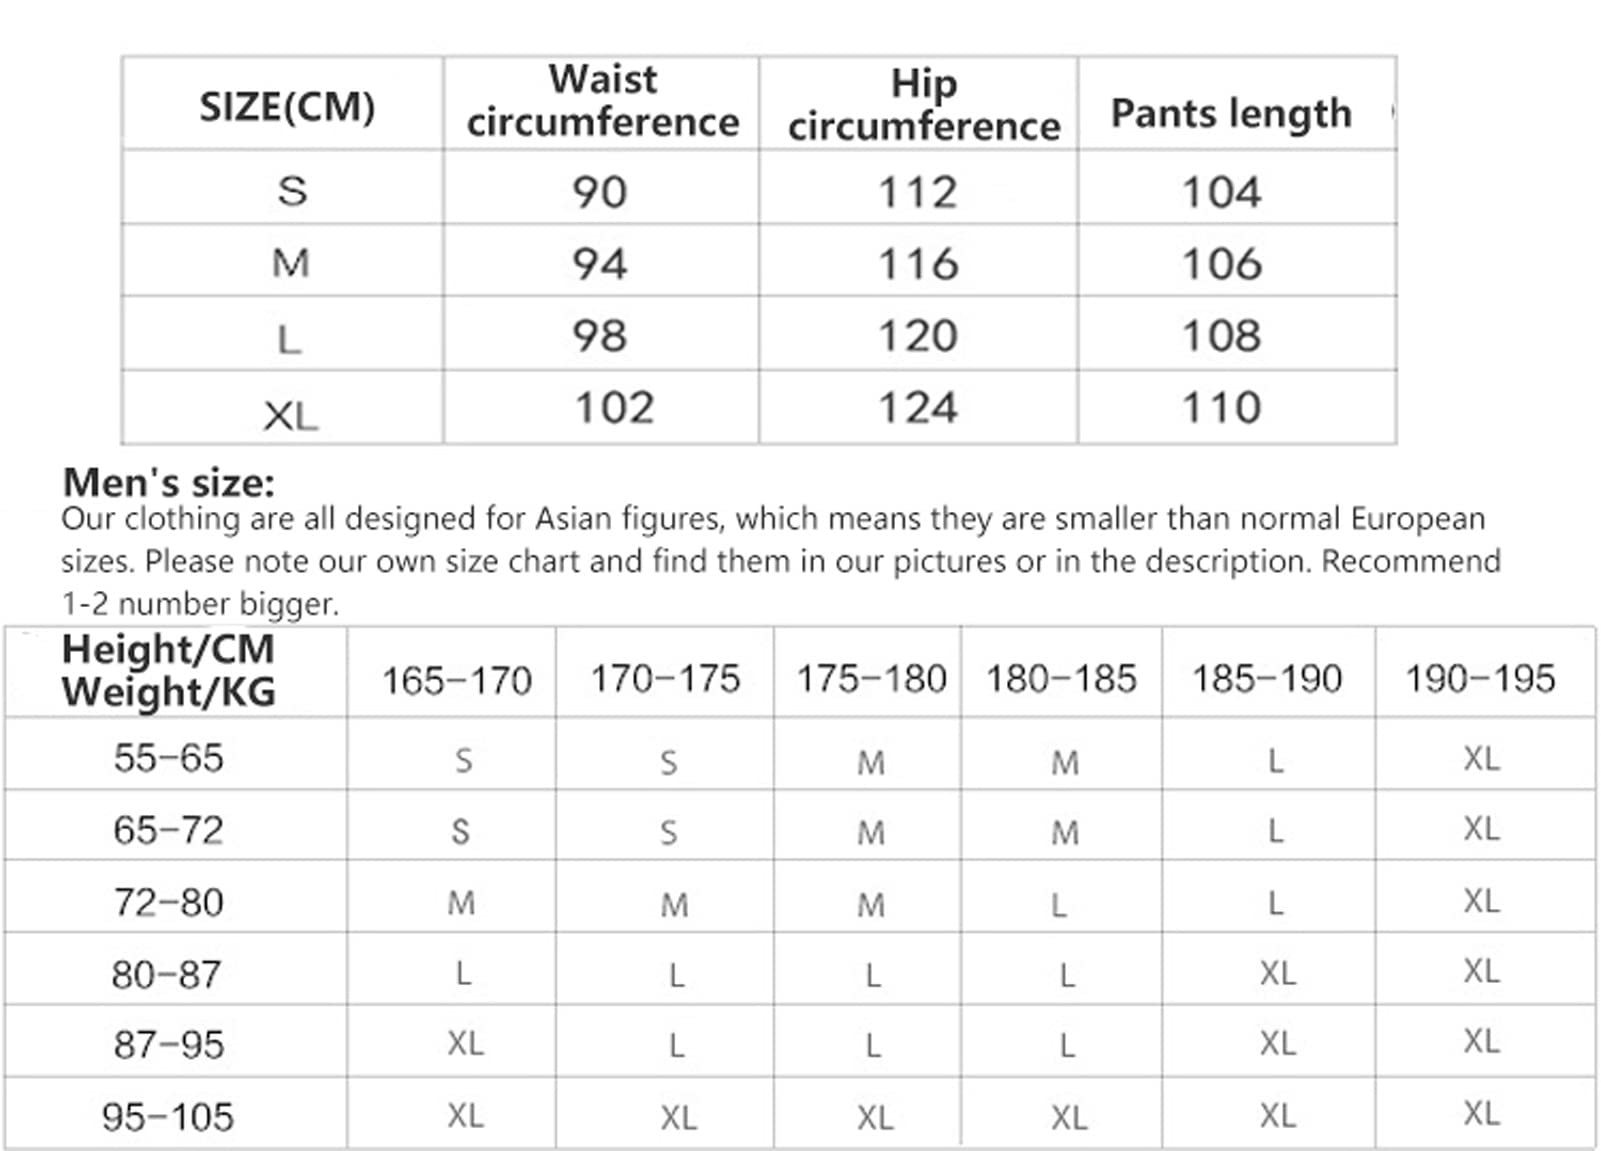 SIZE(CM) Waist circumference Hip circumference Pants length
S 90 112 104
M 94 116 106
L 98 120 108
XL 102 124 110
Men's size:
Our clothing are all designed for Asian figures, which means they are smaller than normal European
sizes. Please note our own size chart and find them in our pictures or in the description. Recommend
1-2 number bigger.
Height/CM
Weight/KG 165-170 170-175 175-180 180-185 185-190 190-195
55-65 S S M M L XL
65-72 S S M M L XL
72-80 M M M L L XL
80-87 L L L L XL XL
87-95 XL L L L XL XL
95-105 XL XL XL XL XL XL